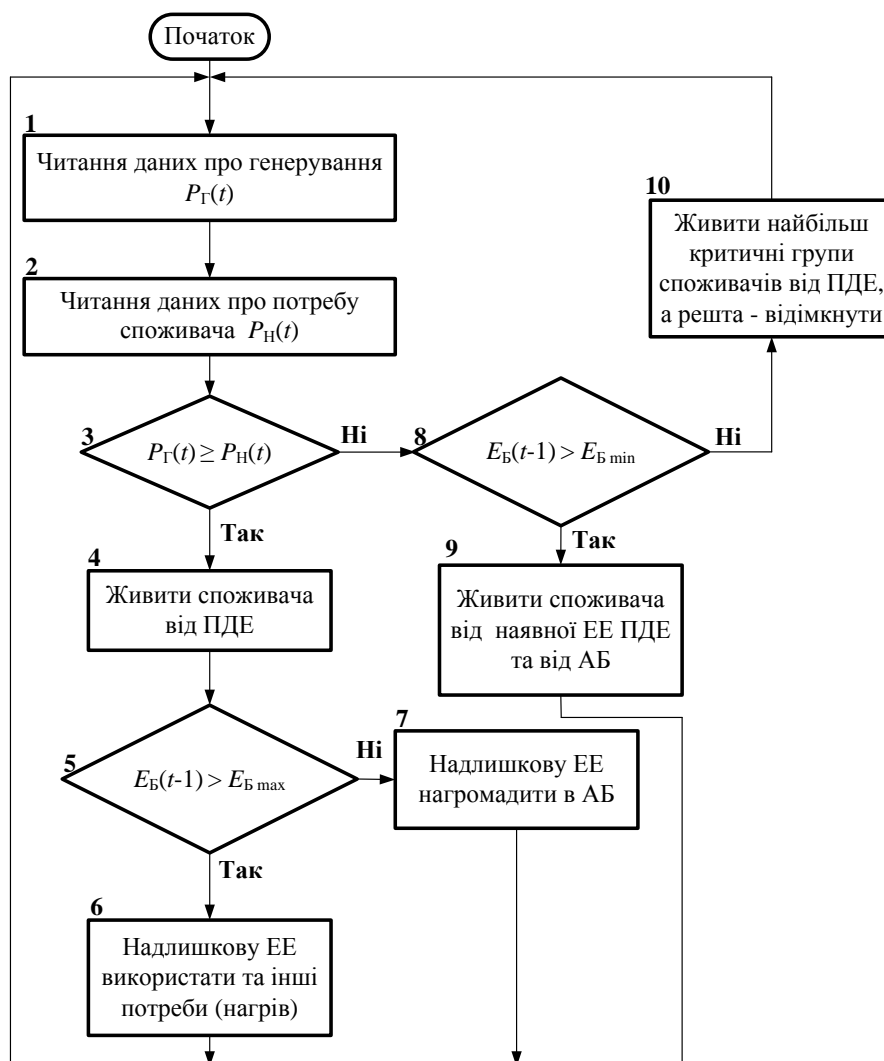 Початок
1
Читання даних про генерування
PГ(t)
2
Читання даних про потребу
споживача PН(t)
3
PГ(t) ≥ PН(t)
Ні
Так
8
EБ(t-1) > EБ min
Ні
Так
10
Живити найбільш
критичні групи
споживачів від ПДЕ,
а решта - відімкнути
4
Живити споживача
від ПДЕ
9
Живити споживача
від наявної ЕЕ ПДЕ
та від АБ
5
EБ(t-1) > EБ max
Ні
Так
7
Надлишкову ЕЕ
нагромадити в АБ
6
Надлишкову ЕЕ
використати та інші
потреби (нагрів)